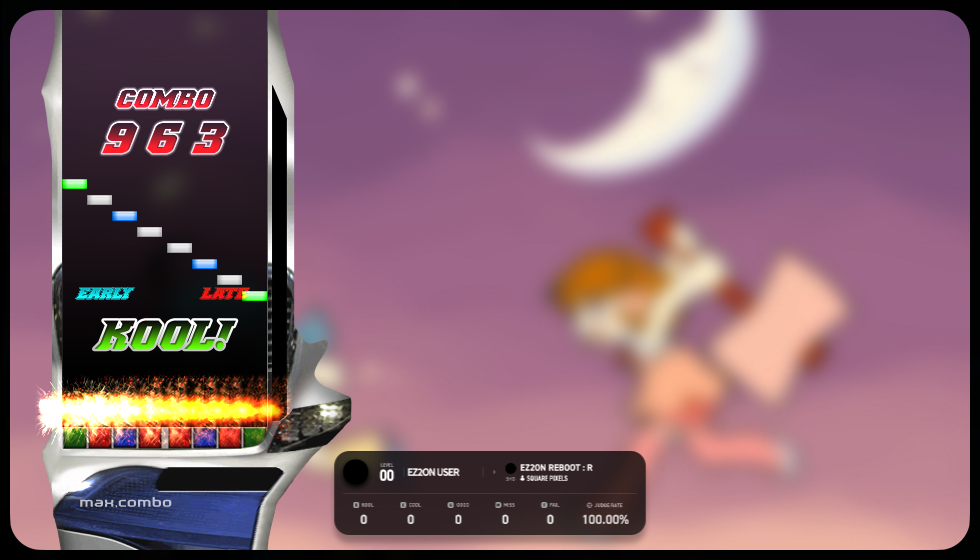 COMBO
963
EARLY LATE
KOOL!
max.combo
LEVEL
00 EZ2ON USER
EZ2ON REBOOT : R
SQUARE PIXELS
KOOL COOL GOOD MISS FAIL JUDGE RATE
0 0 0 0 0 100.00%